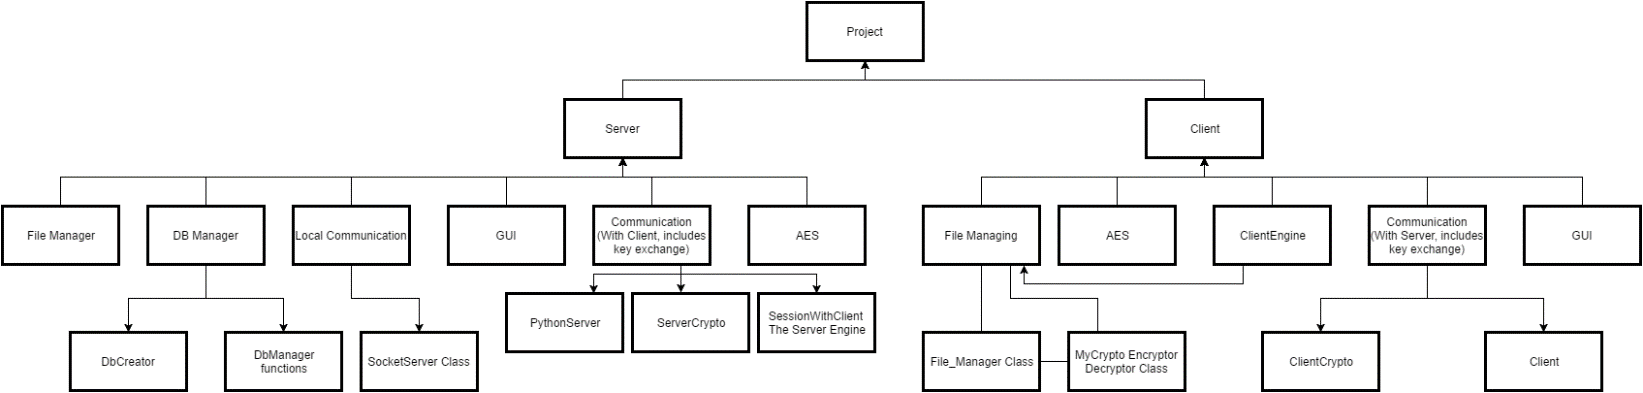 Project
Server
Client
File Manager
DB Manager
Local Communication
GUI
Communication
(With Client, includes
key exchange)
AES
File Managing
AES
ClientEngine
Communication
(With Server, includes
key exchange)
GUI
PythonServer
ServerCrypto
SessionWithClient
The Server Engine
DbCreator
DbManager
functions
SocketServer Class
File_Manager Class
MyCrypto Encryptor
Decryptor Class
ClientCrypto
Client